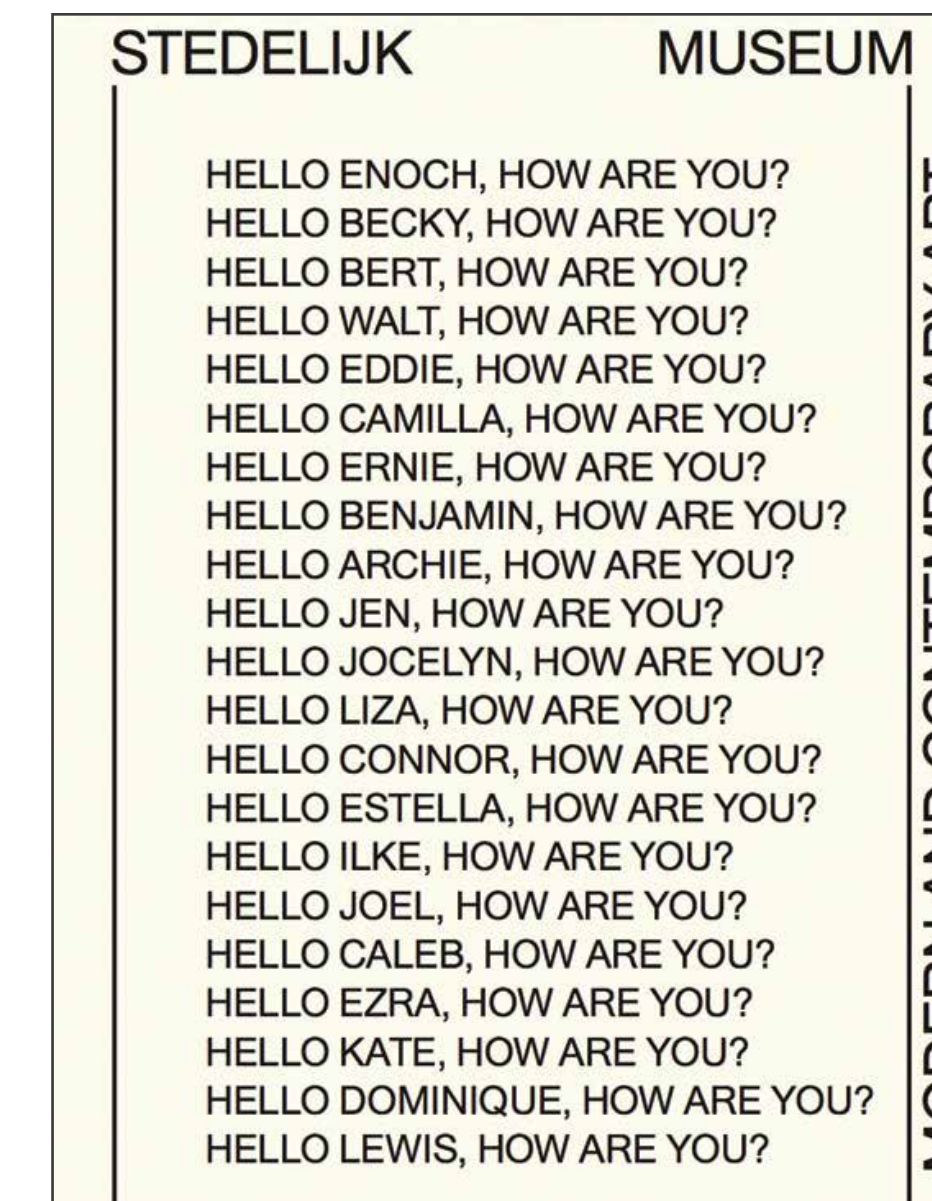 STEDELIJK MUSEUM
HELLO ENOCH, HOW ARE YOU?
HELLO BECKY, HOW ARE YOU?
HELLO BERT, HOW ARE YOU?
HELLO WALT, HOW ARE YOU?
HELLO EDDIE, HOW ARE YOU?
HELLO CAMILLA, HOW ARE YOU?
HELLO ERNIE, HOW ARE YOU?
HELLO BENJAMIN, HOW ARE YOU?
HELLO ARCHIE, HOW ARE YOU?
HELLO JEN, HOW ARE YOU?
HELLO JOCELYN, HOW ARE YOU?
HELLO LIZA, HOW ARE YOU?
HELLO CONNOR, HOW ARE YOU?
HELLO ESTELLA, HOW ARE YOU?
HELLO ILKE, HOW ARE YOU?
HELLO JOEL, HOW ARE YOU?
HELLO CALEB, HOW ARE YOU?
HELLO EZRA, HOW ARE YOU?
HELLO KATE, HOW ARE YOU?
HELLO DOMINIQUE, HOW ARE YOU?
HELLO LEWIS, HOW ARE YOU?
MODERN AND CONTEMPORARY ART